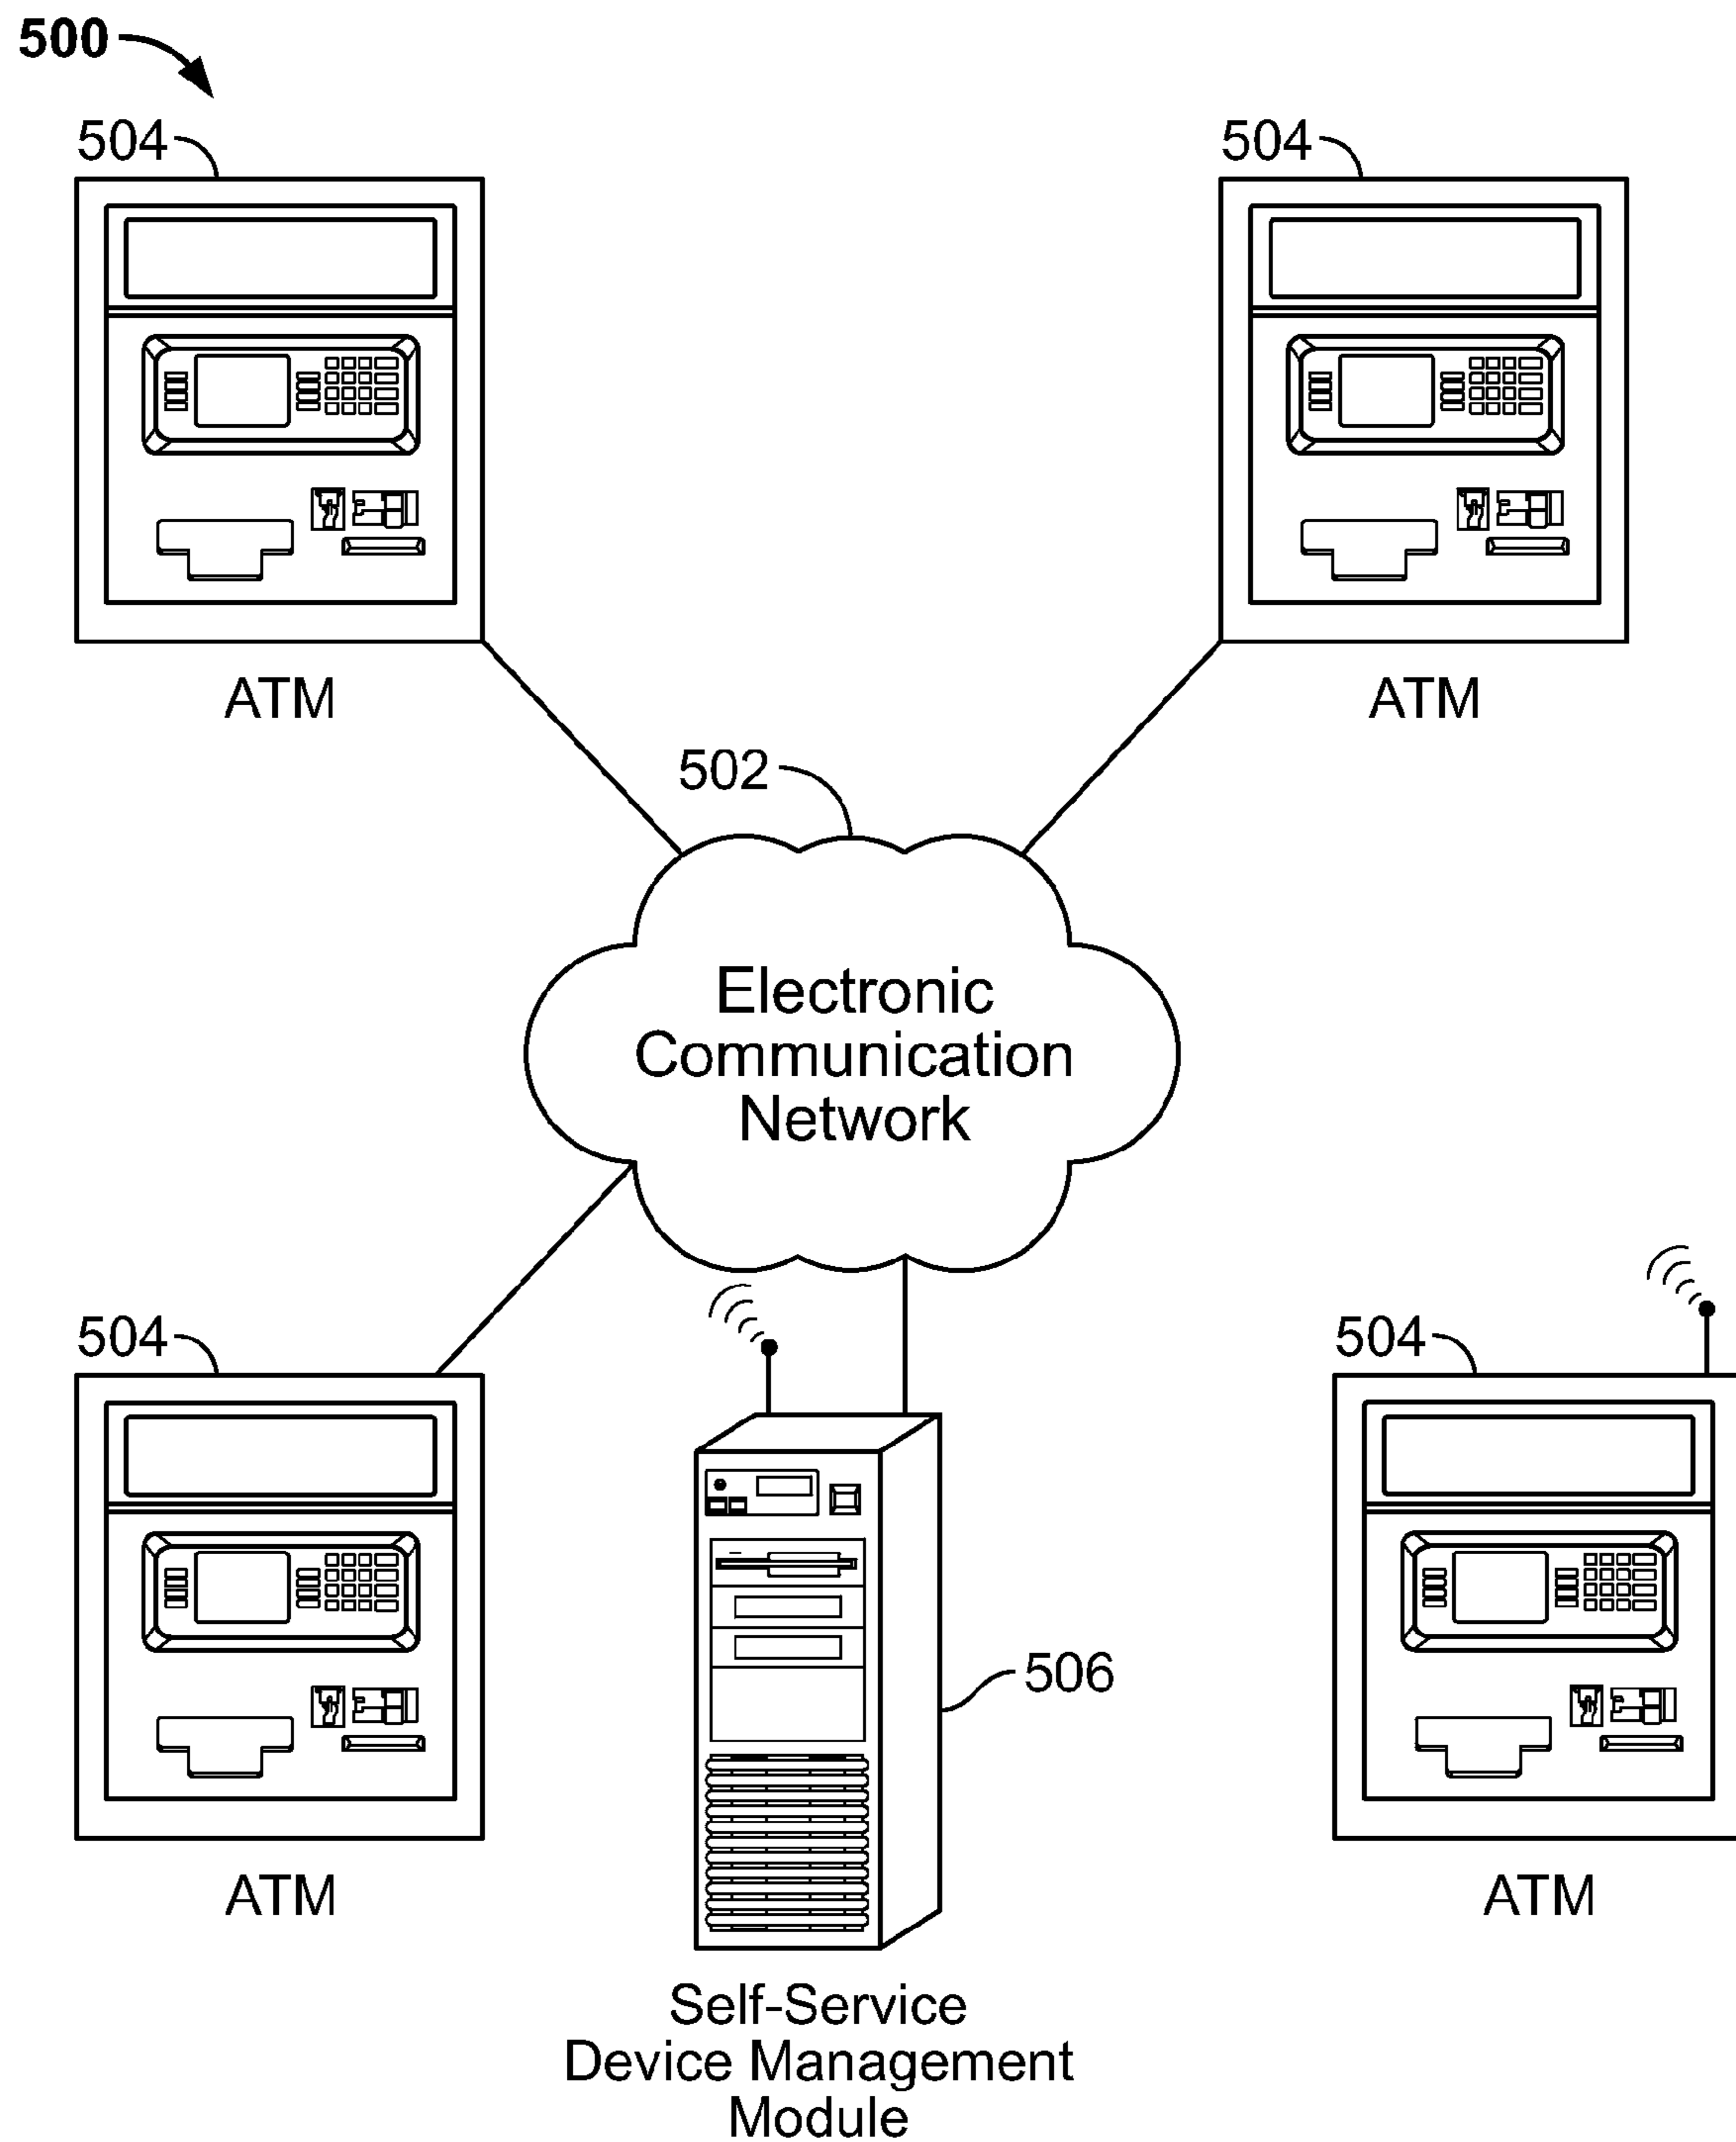 500
504
504
ATM
ATM
502
Electronic
Communication
Network
504
504
506
ATM
ATM
Self-Service
Device Management
Module